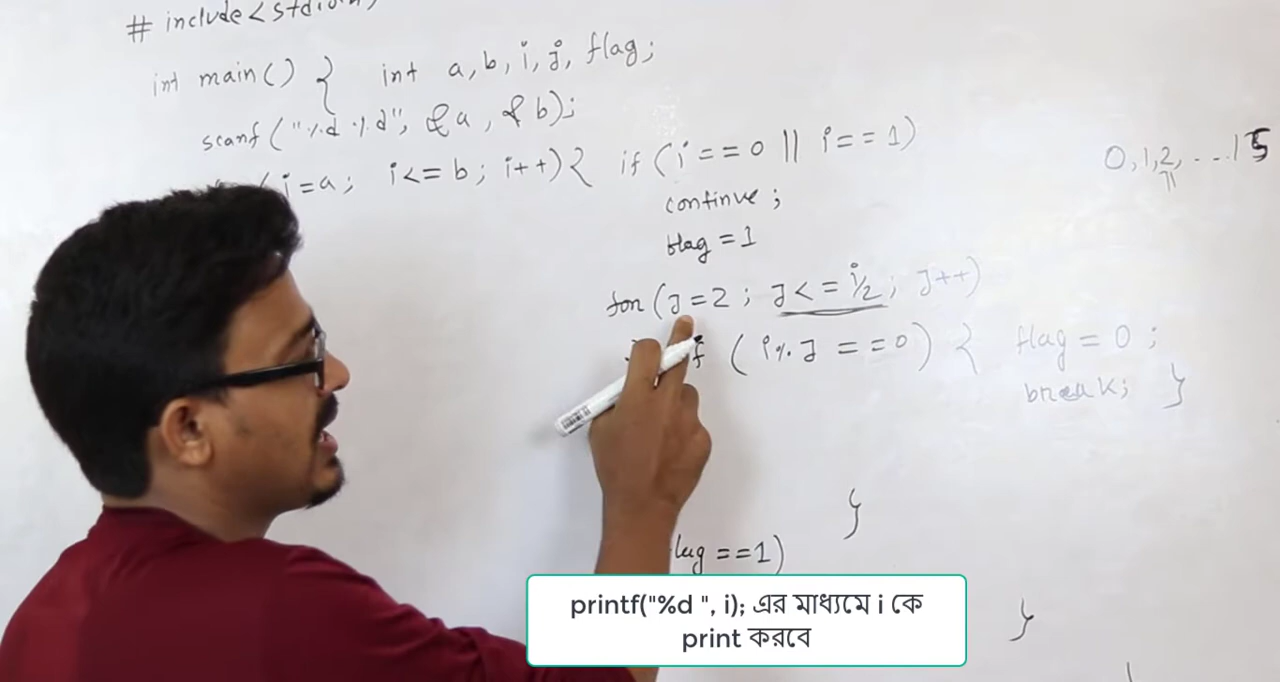 # include <stdio.h>
int main() { int a, b, i, j, flag;
scanf ("%d %d", &a, &b);
i=a; i<=b; i++) { if (i==0 || i==1)
0, 1, 2, ...15
continue;
flag = 1
for (j=2; j<=i/2; j++)
if (i%j ==0) { flag = 0;
break; }
}
lag ==1)
printf("%d ", i); এর মাধ্যমে i কে
print করবে
}